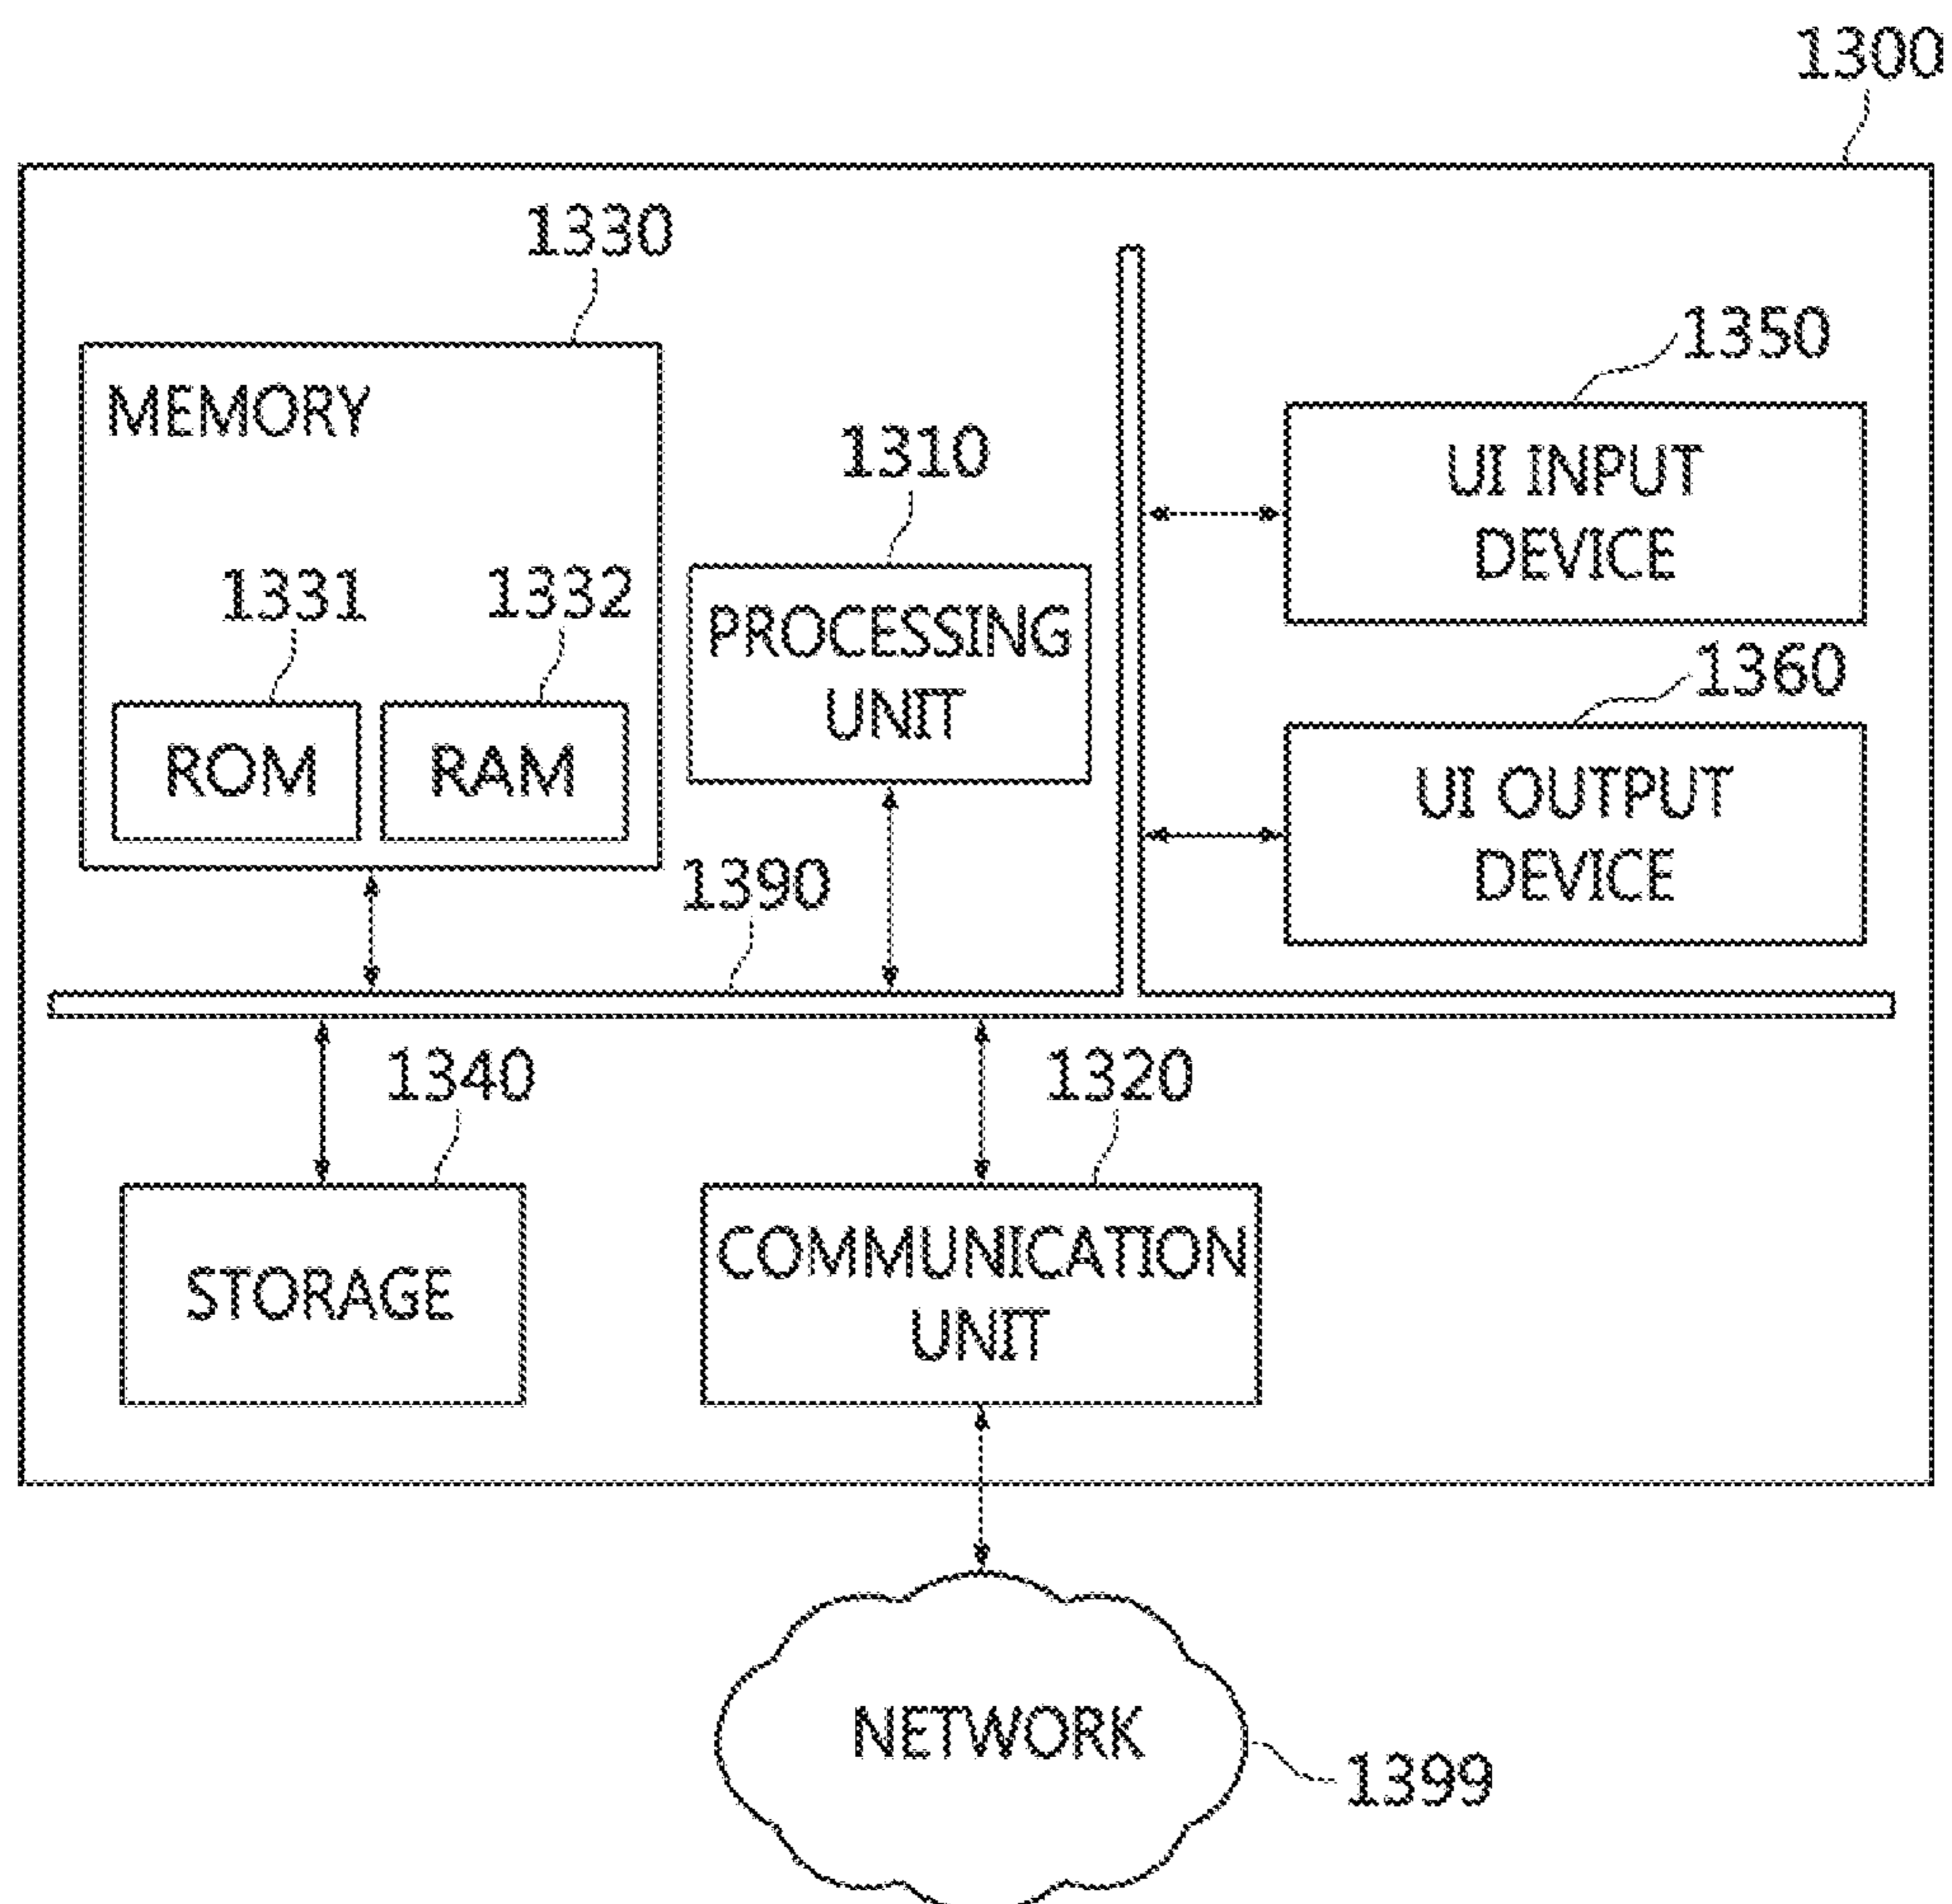 1300
1330
MEMORY
1350
UI INPUT
DEVICE
1310
PROCESSING
UNIT
1331
1332
ROM
RAM
1360
UI OUTPUT
DEVICE
1390
1340
1320
STORAGE
COMMUNICATION
UNIT
NETWORK
1399